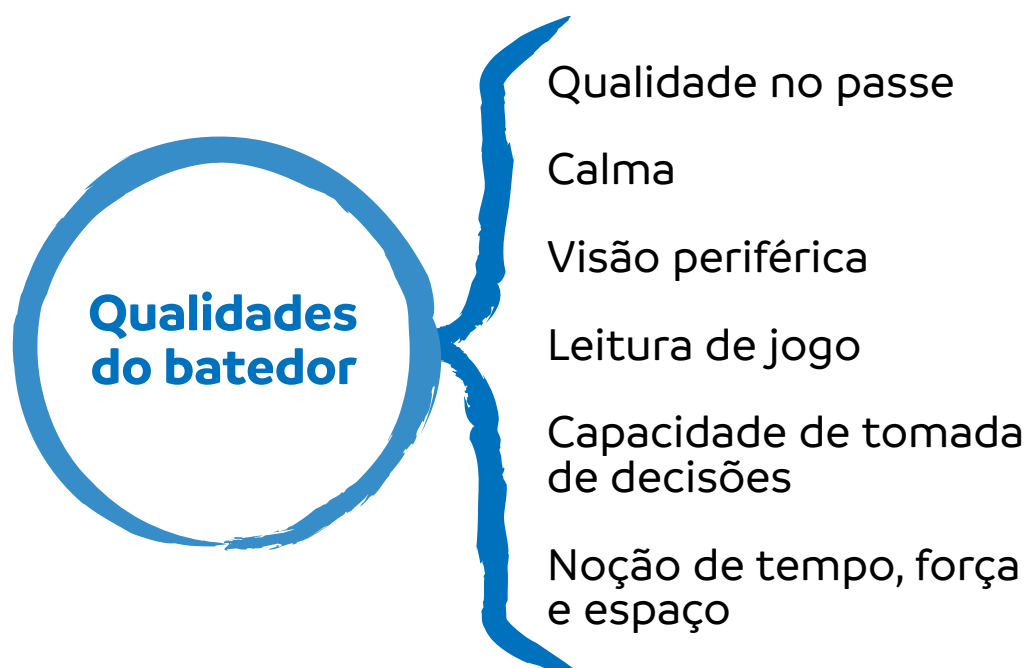 Qualidades
do batedor
Qualidade no passe
Calma
Visão periférica
Leitura de jogo
Capacidade de tomada
de decisões
Noção de tempo, força
e espaço